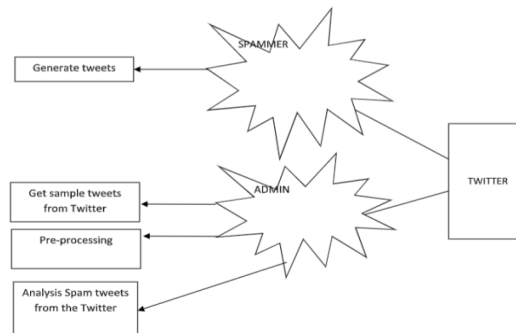 SPAMMER
Generate tweets
TWITTER
Get sample tweets
from Twitter
ADMIN
Pre-processing
Analysis Spam tweets
from the Twitter